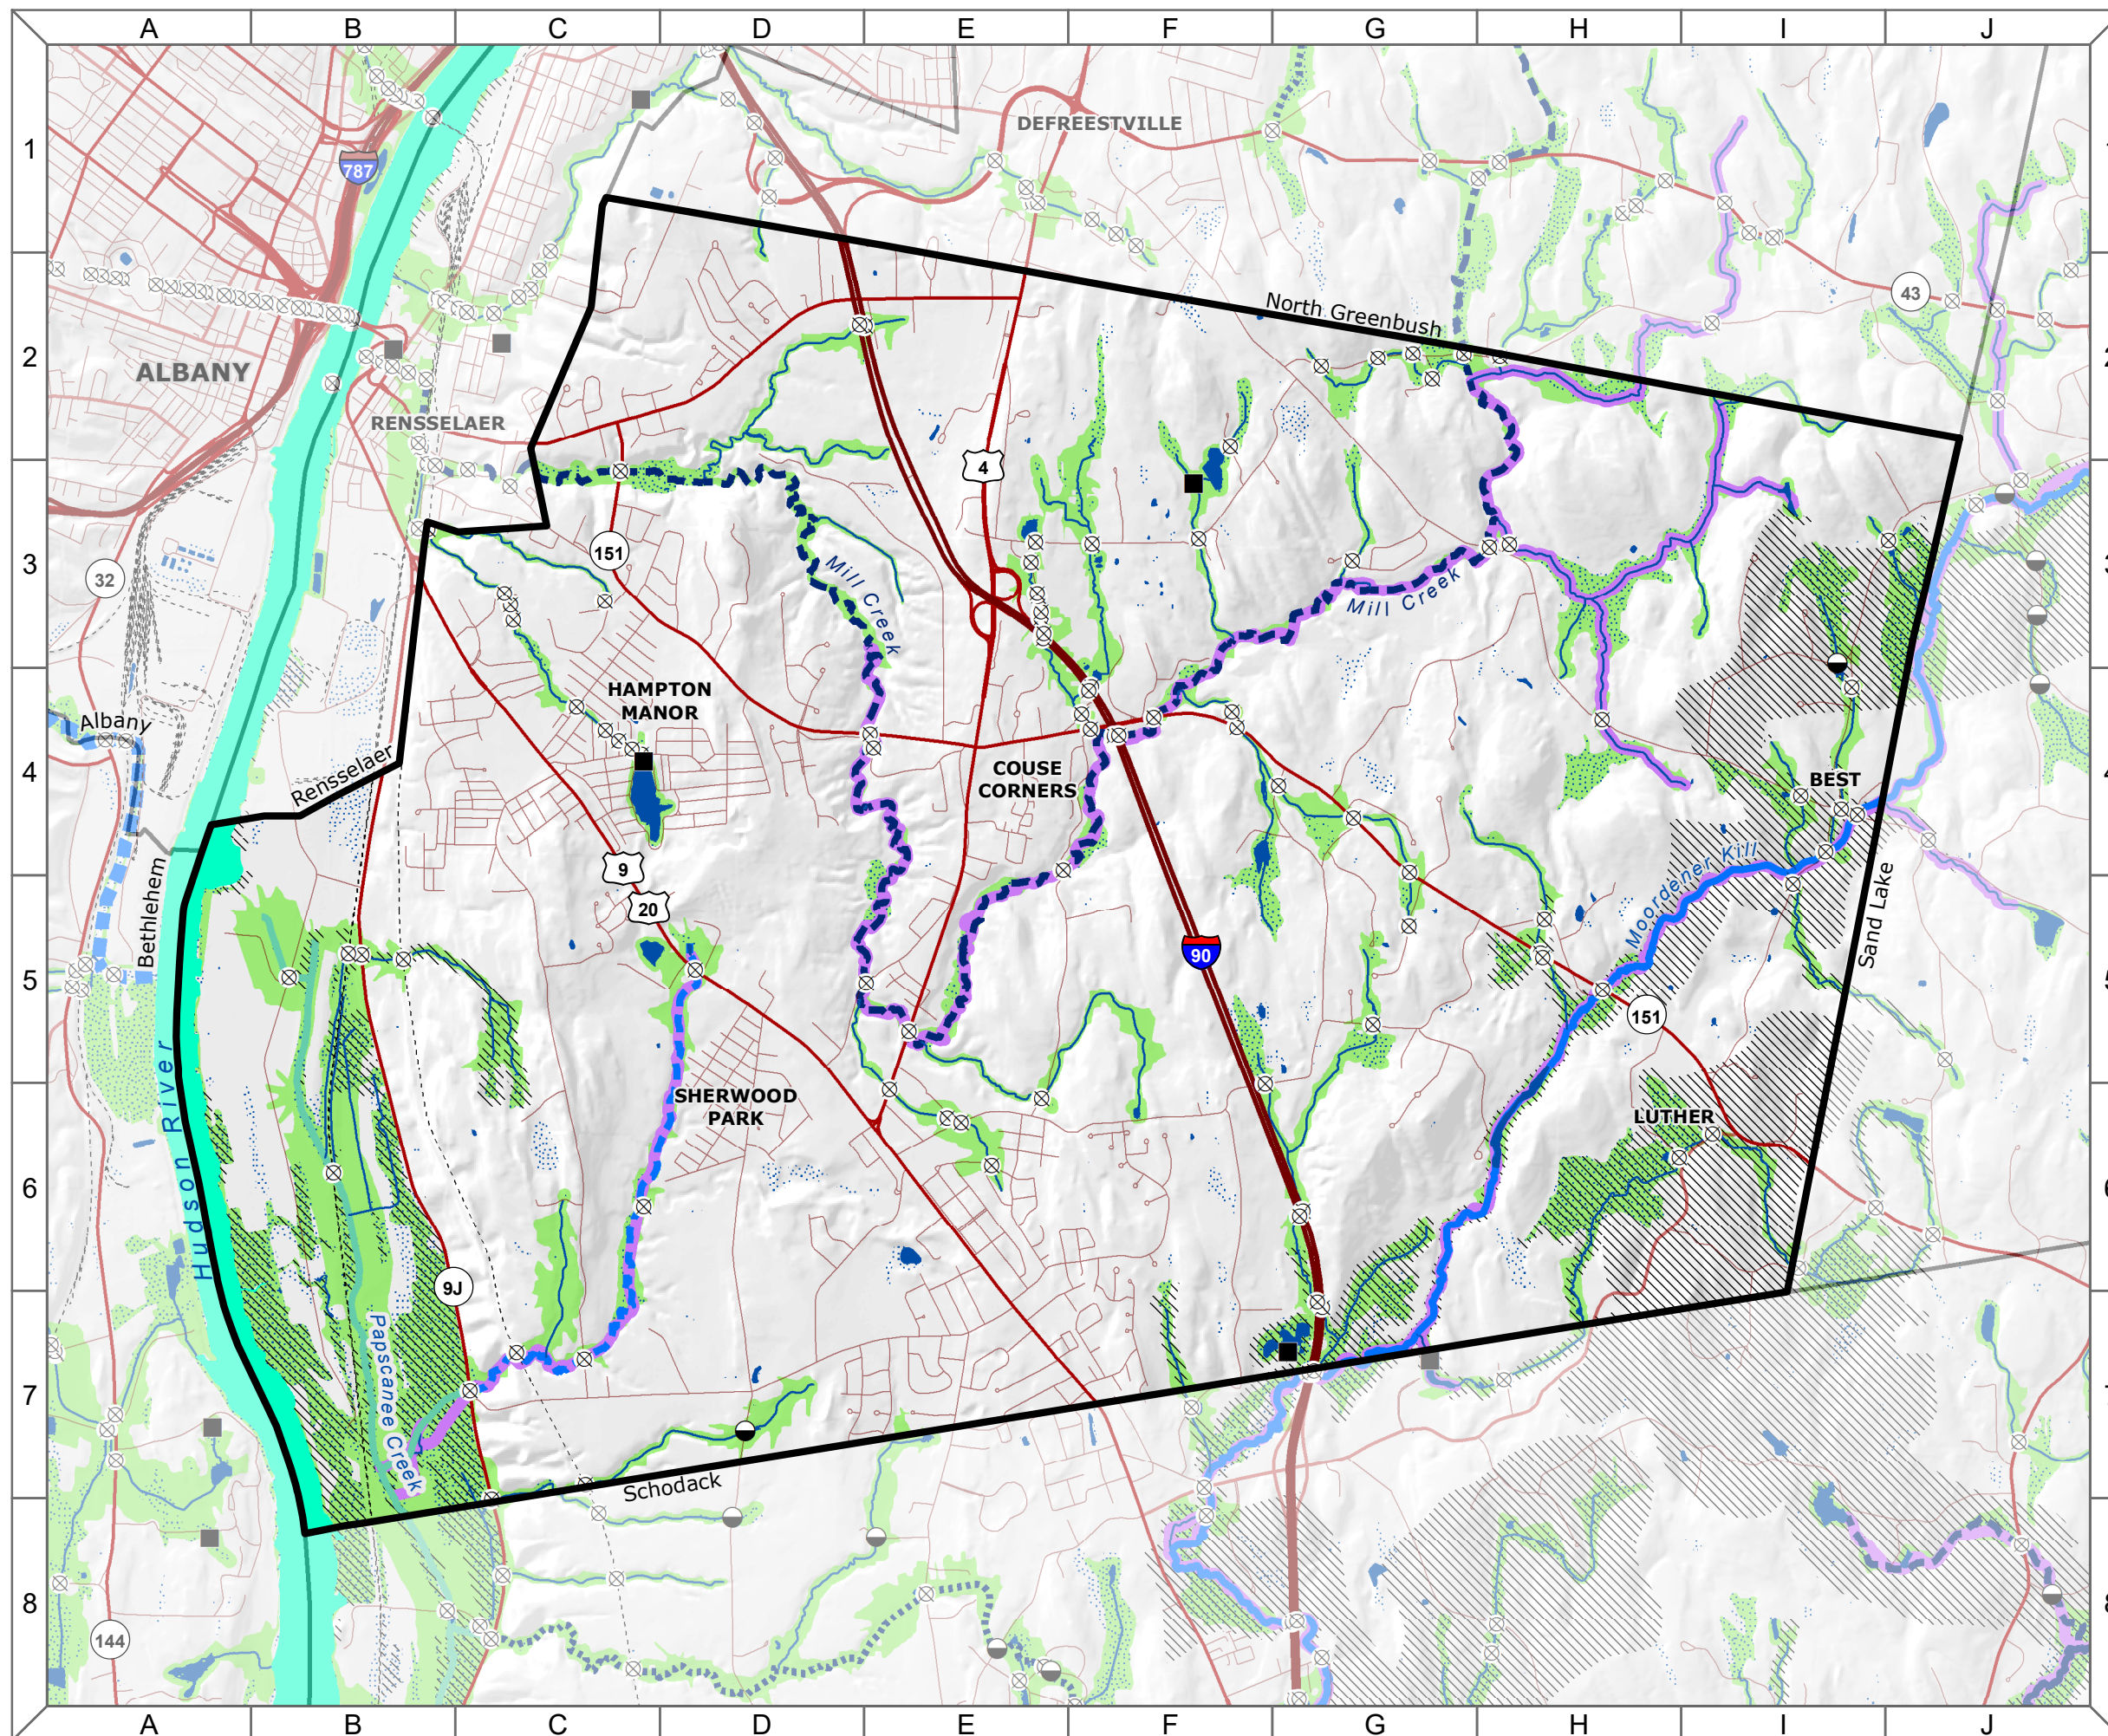 A B C D E F G H I J
1
DEFREESTVILLE
787
43
North Greenbush
2
2
ALBANY
RENSSELAER
4
3
151
32
Mill Creek
Mill Creek
HAMPTON
MANOR
Albany
Rensselaer
4
COUSE
CORNERS
BEST
Bethlehem
9
20
Moordener Kill
Sand Lake
5
90
151
Hudson River
SHERWOOD
PARK
LUTHER
6
9J
Papscanee Creek
7
Schodack
8
144
A B C D E F G H I J